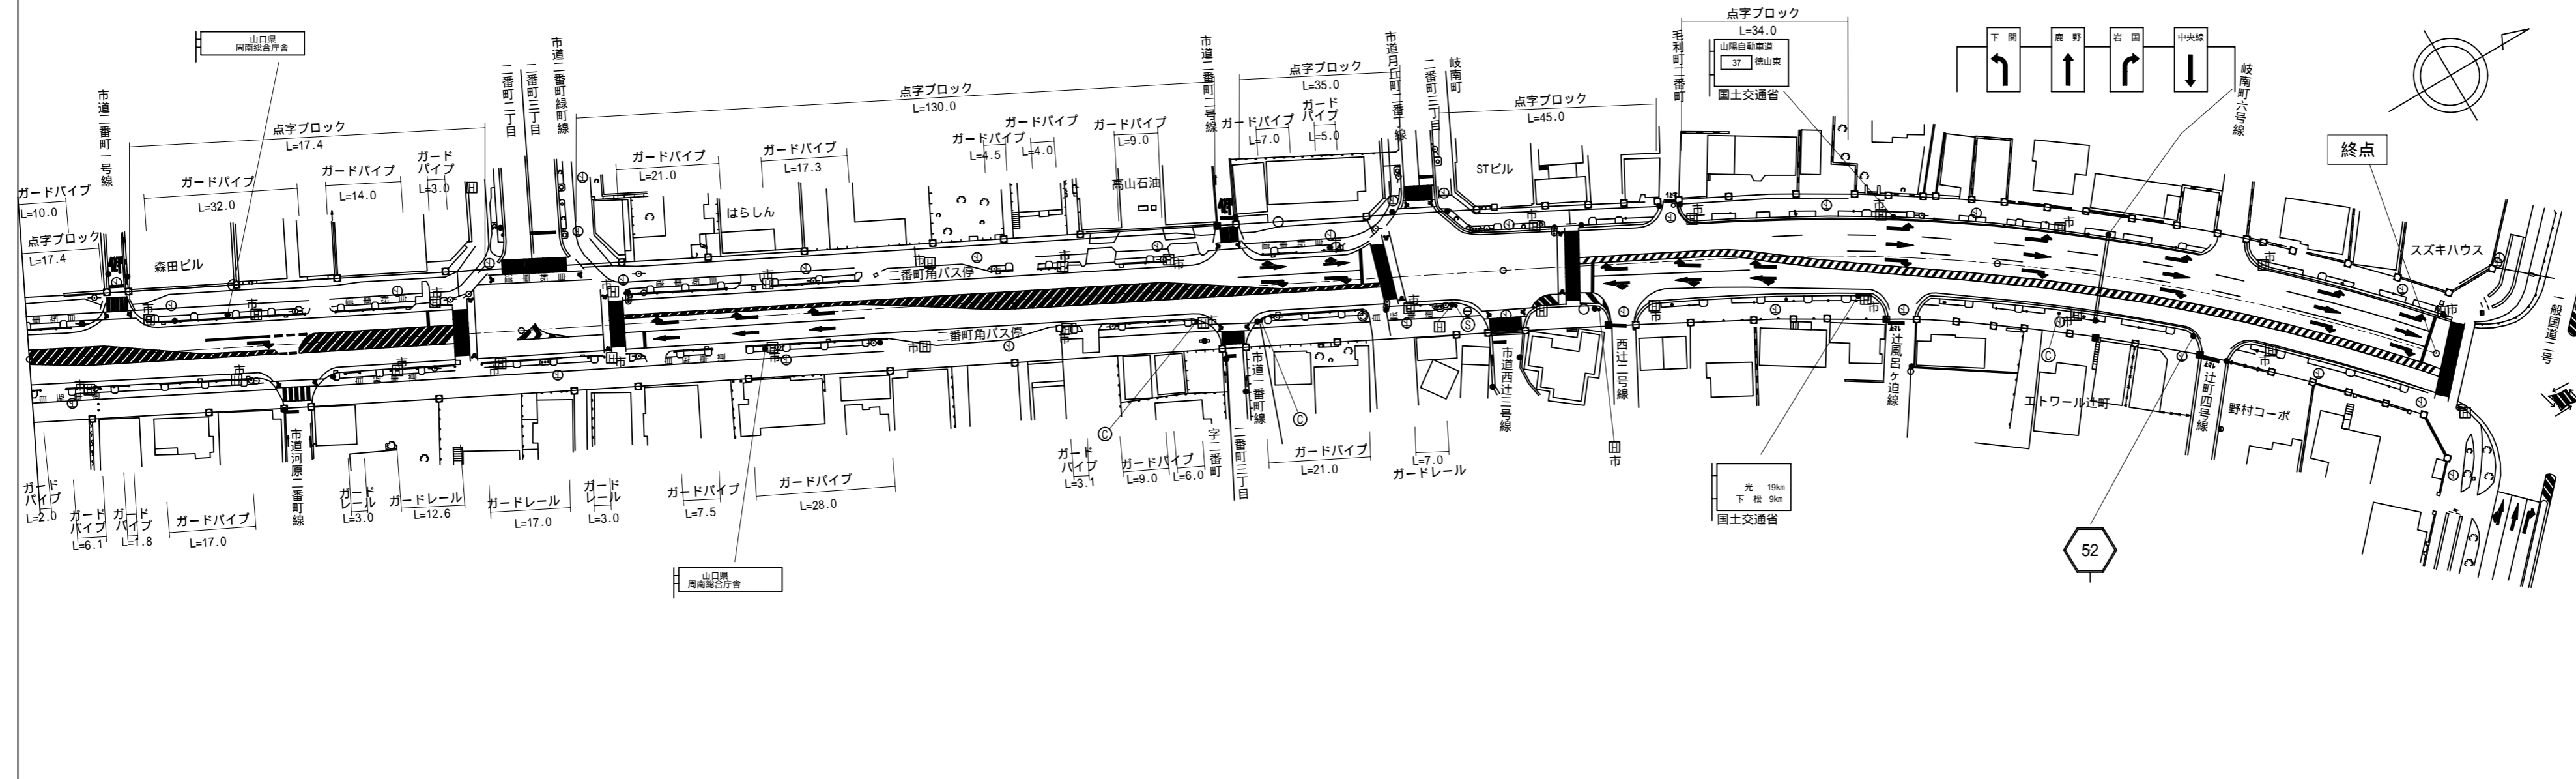 山口県
周南総合庁舎
市道二番町一号線
点字ブロック
L=17.4
ガードパイプ
L=10.0
点字ブロック
L=17.4
ガードパイプ
L=32.0
ガードパイプ
L=14.0
ガード
パイプ
L=3.0
森田ビル
二番町二丁目
二番町三丁目
市道二番町緑町線
点字ブロック
L=130.0
ガードパイプ
L=21.0
ガードパイプ
L=17.3
ガードパイプ
L=4.5
ガードパイプ
L=4.0
ガードパイプ
L=9.0
はらしん
高山石油
二番町角バス停
市道二番町二号線
点字ブロック
L=35.0
ガードパイプ
L=7.0
ガード
パイプ
L=5.0
市道月丘町二番丁線
二番町三丁目
岐南町
点字ブロック
L=45.0
STビル
毛利町二番町
点字ブロック
L=34.0
山陽自動車道
37 徳山東
国土交通省
下 関
鹿 野
岩 国
中央線
岐南町六号線
終点
スズキハウス
一般国道二号
二番町角バス停
ガード
パイプ
L=2.0
ガード
パイプ
L=6.1
ガード
パイプ
L=1.8
ガードパイプ
L=17.0
市道河原二番町線
ガード
レール
L=3.0
ガードレール
L=12.6
ガードレール
L=17.0
ガード
レール
L=3.0
ガードパイプ
L=7.5
ガードパイプ
L=28.0
山口県
周南総合庁舎
ガード
パイプ
L=3.1
ガードパイプ
L=9.0
L=6.0
字二番町
二番町三丁目
市道一番町線
L=21.0
L=7.0
ガードレール
市道西辻三号線
西辻二号線
市
光 19km
下 松 9km
国土交通省
辻風呂ヶ迫線
エトワール辻町
辻町四号線
野村コーポ
52